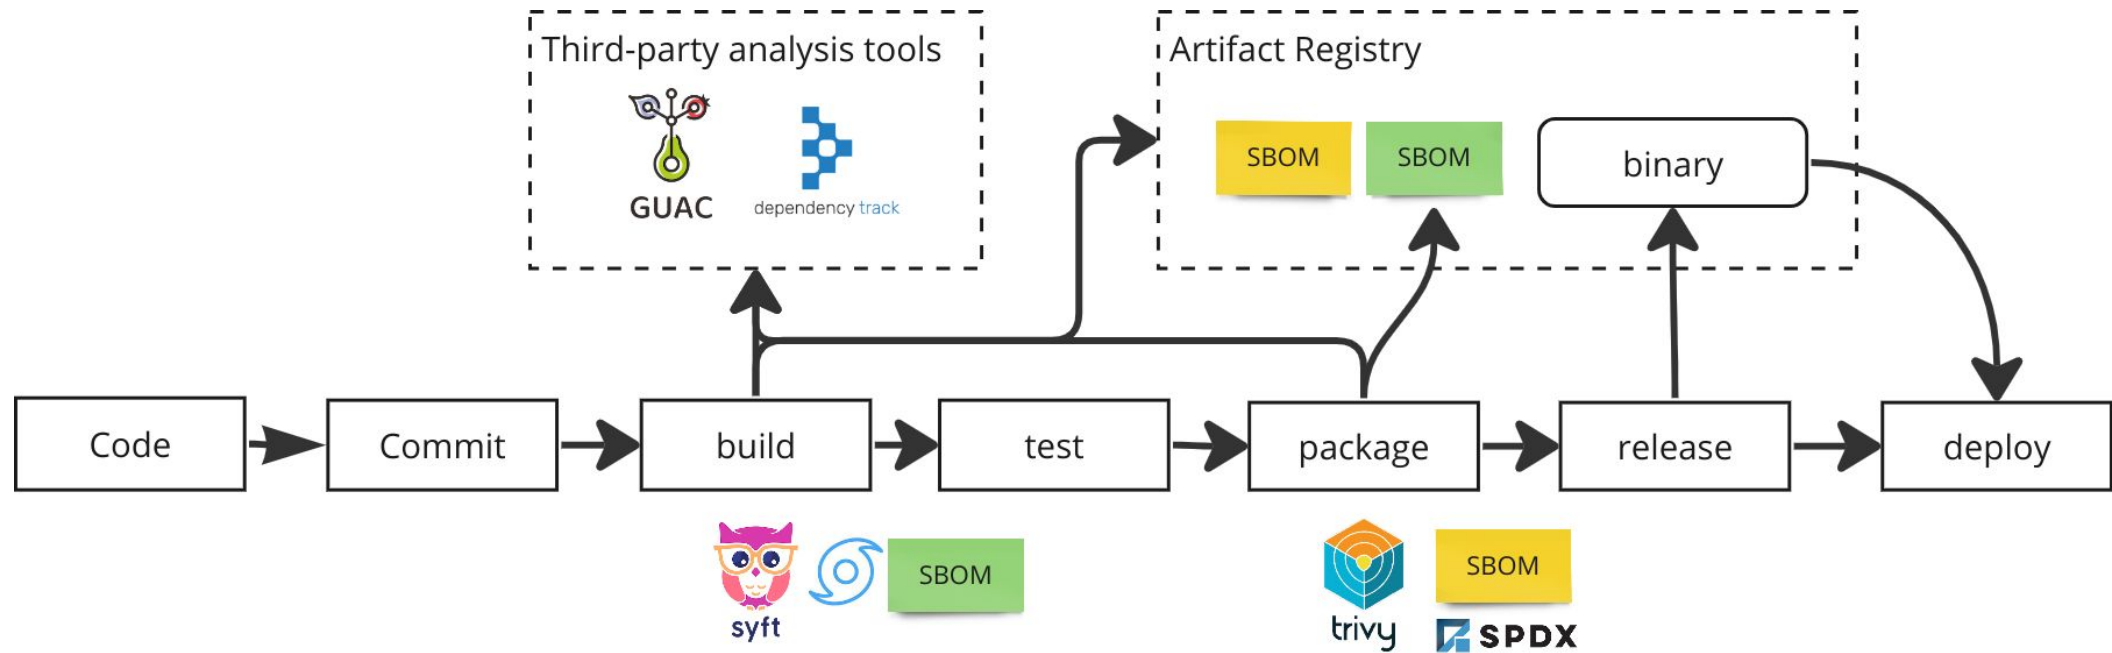 Third-party analysis tools
GUAC
dependency track
Artifact Registry
SBOM
SBOM
binary
Code
Commit
build
test
package
release
deploy
syft
SBOM
trivy
SBOM
SPDX